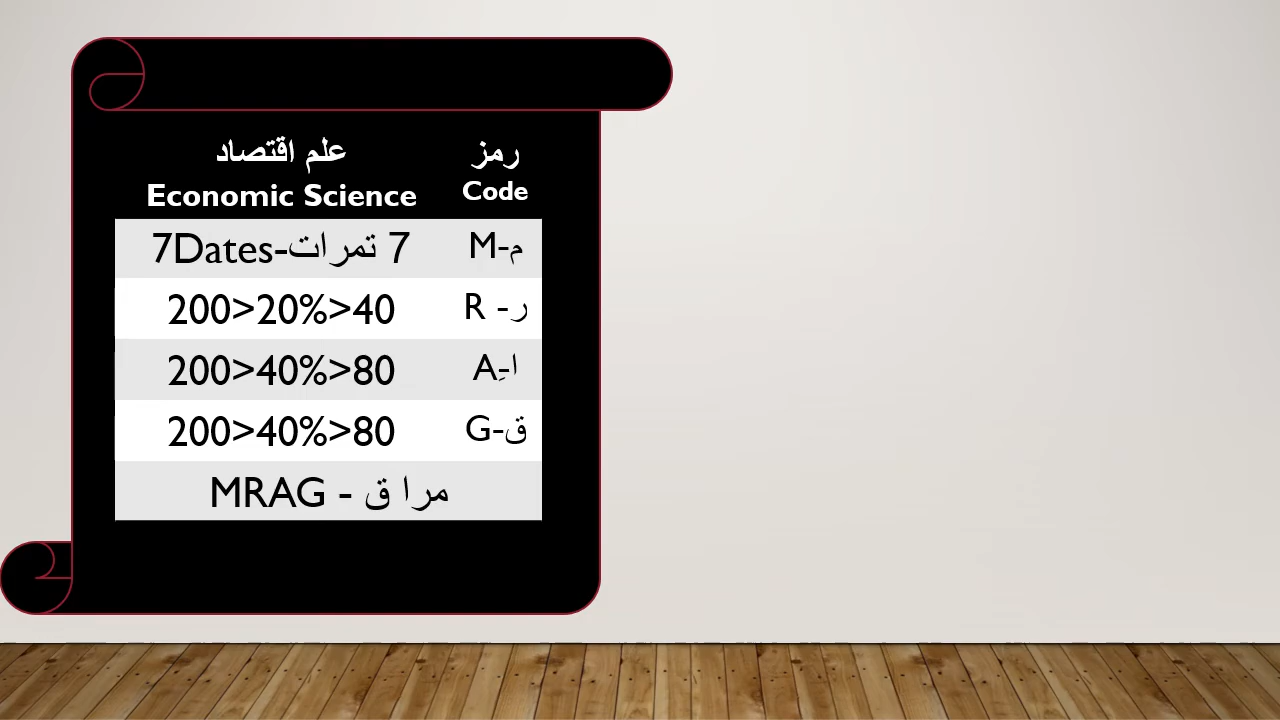 علم اقتصاد رمز
Economic Science Code
7Dates-7 تمرات M-م
200>20%>40 R -ر
200>40%>80 A-ِا
200>40%>80 G-ق
MRAG - مرا ق